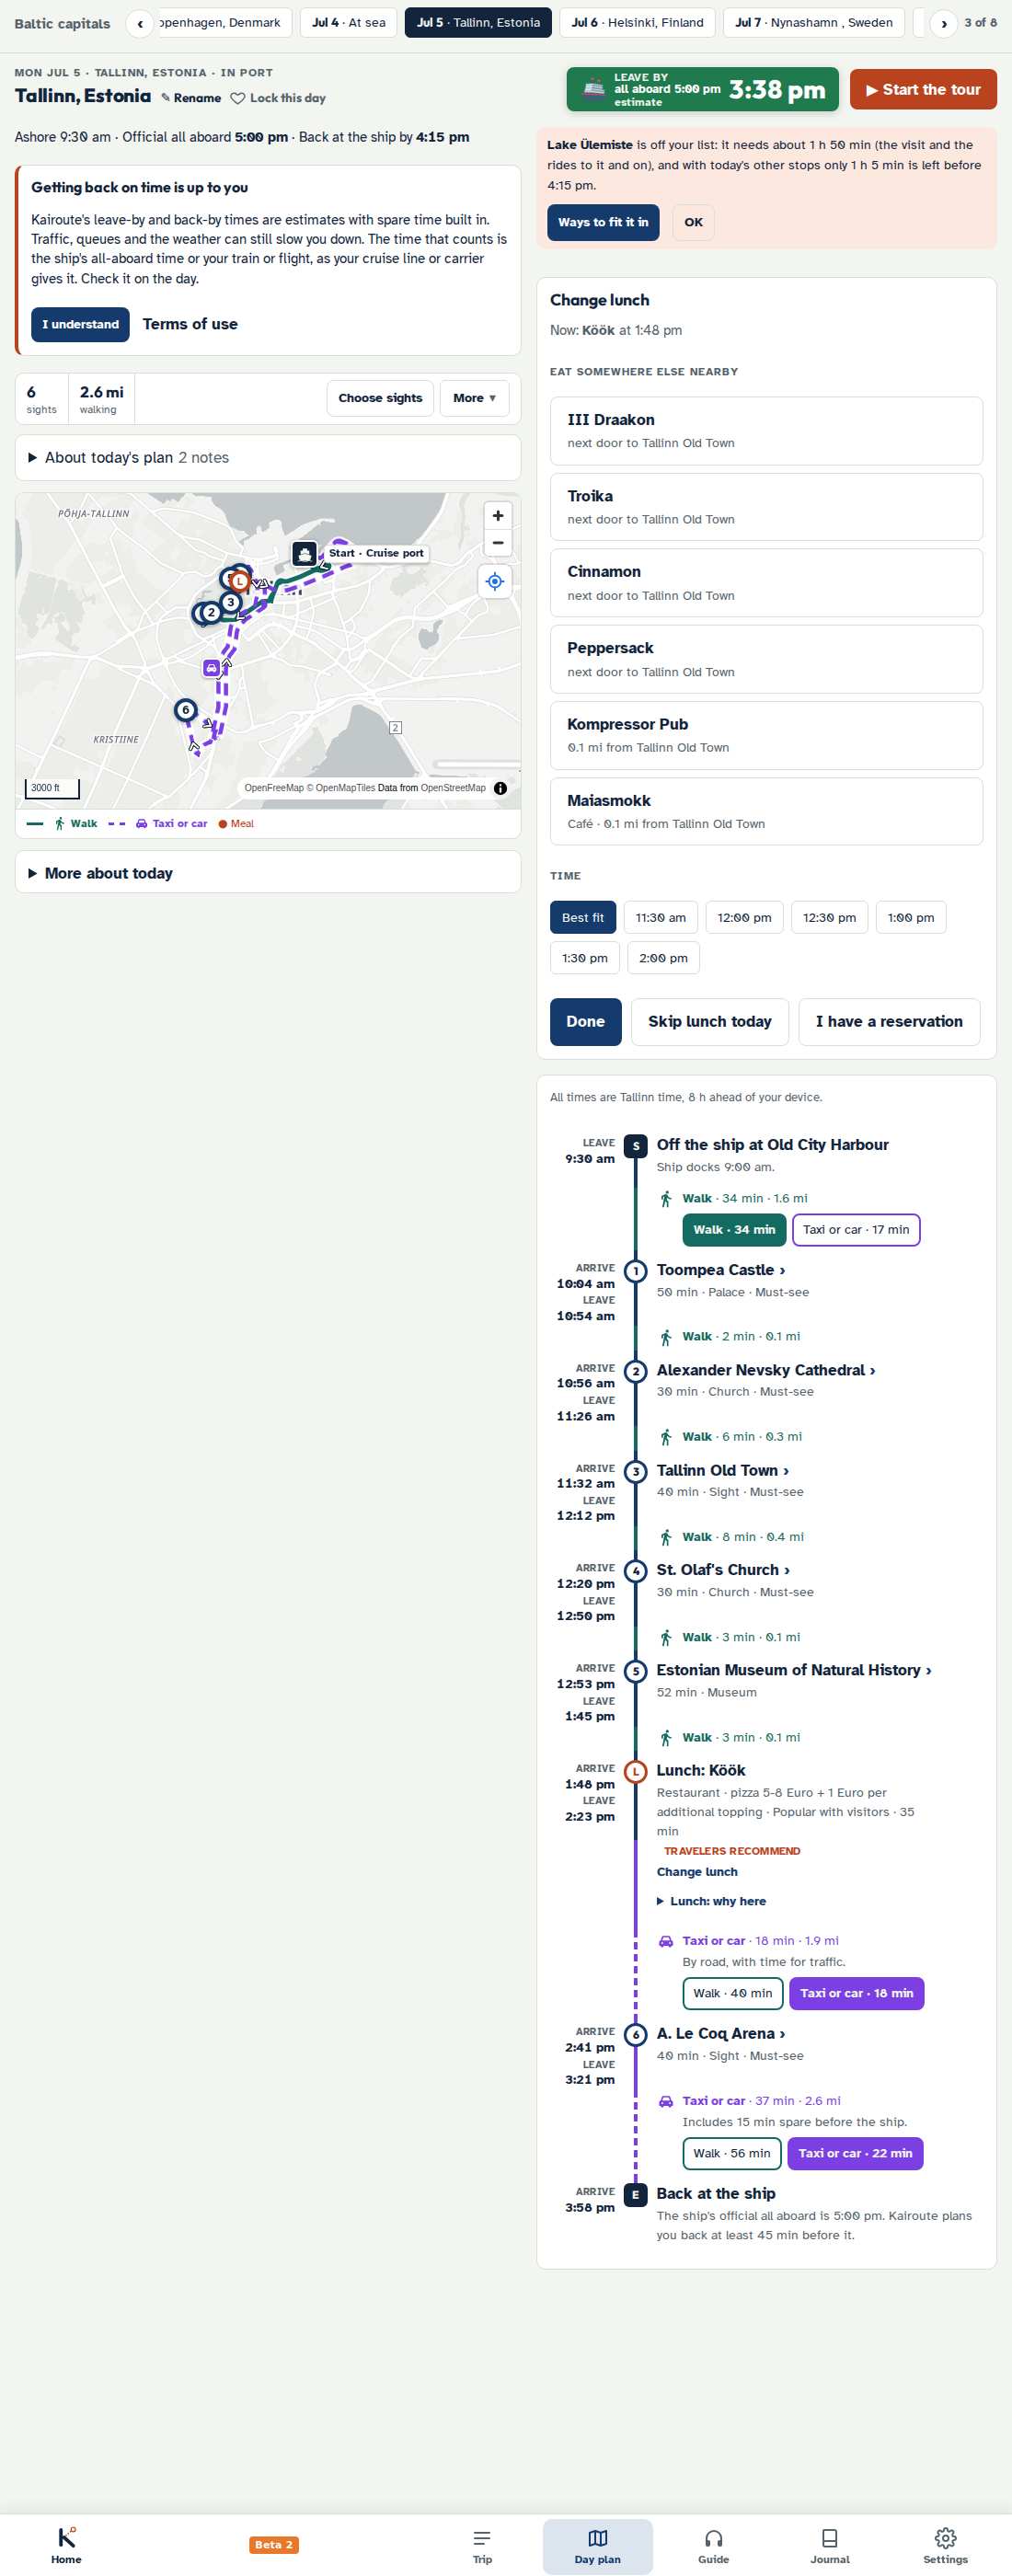 Baltic capitals
‹
openhagen, Denmark
Jul 4 · At sea
Jul 5 · Tallinn, Estonia
Jul 6 · Helsinki, Finland
Jul 7 · Nynashamn , Sweden
›
3 of 8
MON JUL 5 · TALLINN, ESTONIA · IN PORT
Tallinn, Estonia
✎ Rename
Lock this day
LEAVE BY
all aboard 5:00 pm
estimate
3:38 pm
▶ Start the tour
Ashore 9:30 am · Official all aboard 5:00 pm · Back at the ship by 4:15 pm
Getting back on time is up to you
Kairoute's leave-by and back-by times are estimates with spare time built in.
Traffic, queues and the weather can still slow you down. The time that counts is
the ship's all-aboard time or your train or flight, as your cruise line or carrier
gives it. Check it on the day.
I understand
Terms of use
6
sights
2.6 mi
walking
Choose sights
More ▾
▶ About today's plan 2 notes
PÕHJA-TALLINN
Start · Cruise port
+
−
L
3
2
6
KRISTIINE
2
3000 ft
OpenFreeMap © OpenMapTiles Data from OpenStreetMap
Walk
Taxi or car
Meal
▶ More about today
Lake Ülemiste is off your list: it needs about 1 h 50 min (the visit and the
rides to it and on), and with today's other stops only 1 h 5 min is left before
4:15 pm.
Ways to fit it in
OK
Change lunch
Now: Köök at 1:48 pm
EAT SOMEWHERE ELSE NEARBY
III Draakon
next door to Tallinn Old Town
Troika
next door to Tallinn Old Town
Cinnamon
next door to Tallinn Old Town
Peppersack
next door to Tallinn Old Town
Kompressor Pub
0.1 mi from Tallinn Old Town
Maiasmokk
Café · 0.1 mi from Tallinn Old Town
TIME
Best fit
11:30 am
12:00 pm
12:30 pm
1:00 pm
1:30 pm
2:00 pm
Done
Skip lunch today
I have a reservation
All times are Tallinn time, 8 h ahead of your device.
LEAVE
9:30 am
S
Off the ship at Old City Harbour
Ship docks 9:00 am.
Walk · 34 min · 1.6 mi
Walk · 34 min
Taxi or car · 17 min
ARRIVE
10:04 am
LEAVE
10:54 am
1
Toompea Castle ›
50 min · Palace · Must-see
Walk · 2 min · 0.1 mi
ARRIVE
10:56 am
LEAVE
11:26 am
2
Alexander Nevsky Cathedral ›
30 min · Church · Must-see
Walk · 6 min · 0.3 mi
ARRIVE
11:32 am
LEAVE
12:12 pm
3
Tallinn Old Town ›
40 min · Sight · Must-see
Walk · 8 min · 0.4 mi
ARRIVE
12:20 pm
LEAVE
12:50 pm
4
St. Olaf's Church ›
30 min · Church · Must-see
Walk · 3 min · 0.1 mi
ARRIVE
12:53 pm
LEAVE
1:45 pm
5
Estonian Museum of Natural History ›
52 min · Museum
Walk · 3 min · 0.1 mi
ARRIVE
1:48 pm
LEAVE
2:23 pm
L
Lunch: Köök
Restaurant · pizza 5-8 Euro + 1 Euro per
additional topping · Popular with visitors · 35
min
TRAVELERS RECOMMEND
Change lunch
▶ Lunch: why here
Taxi or car · 18 min · 1.9 mi
By road, with time for traffic.
Walk · 40 min
Taxi or car · 18 min
ARRIVE
2:41 pm
LEAVE
3:21 pm
6
A. Le Coq Arena ›
40 min · Sight · Must-see
Taxi or car · 37 min · 2.6 mi
Includes 15 min spare before the ship.
Walk · 56 min
Taxi or car · 22 min
ARRIVE
3:58 pm
E
Back at the ship
The ship's official all aboard is 5:00 pm. Kairoute plans
you back at least 45 min before it.
Home
Beta 2
Trip
Day plan
Guide
Journal
Settings